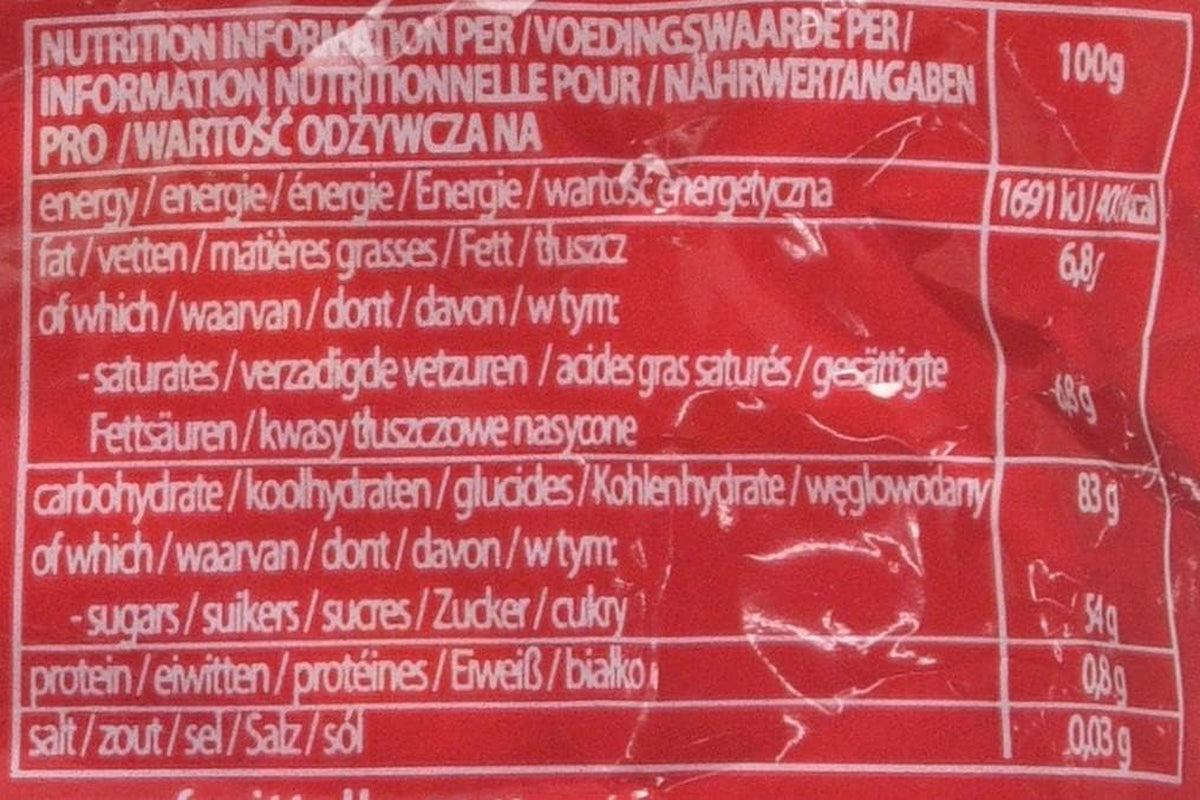 NUTRITION INFORMATION PER / VOEDINGSWAARDE PER /
INFORMATION NUTRITIONNELLE POUR / NÄHRWERTANGABEN
PRO / WARTOŚĆ ODŻYWCZA NA
100g
energy / energie / énergie / Energie / wartość energetyczna
1691 kJ / 400 kcal
fat / vetten / matières grasses / Fett / tłuszcz
6,8
of which / waarvan / dont / davon / w tym:
- saturates / verzadigde vetzuren / acides gras saturés / gesättigte
Fettsäuren / kwasy tłuszczowe nasycone
6,8 g
carbohydrate / koolhydraten / glucides / Kohlenhydrate / węglowodany
83 g
of which / waarvan / dont / davon / w tym:
- sugars / suikers / sucres / Zucker / cukry
54 g
protein / eiwitten / protéines / Eiweiß / białko
0,8 g
salt / zout / sel / Salz / sól
0,03 g